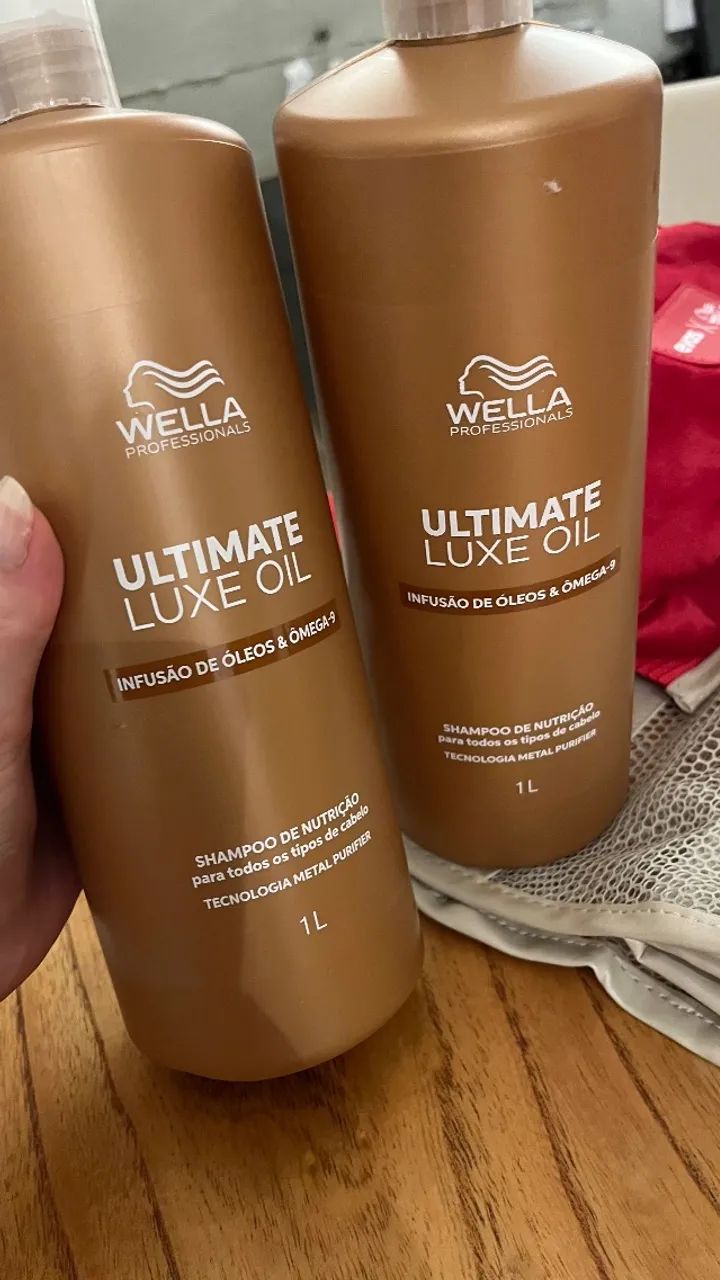 WELLA
PROFESSIONALS
ULTIMATE
LUXE OIL
INFUSÃO DE ÓLEOS & ÔMEGA-9
SHAMPOO DE NUTRIÇÃO
para todos os tipos de cabelo
TECNOLOGIA METAL PURIFIER
1L
WELLA
PROFESSIONALS
ULTIMATE
LUXE OIL
INFUSÃO DE ÓLEOS & ÔMEGA-9
SHAMPOO DE NUTRIÇÃO
para todos os tipos de cabelo
TECNOLOGIA METAL PURIFIER
1L